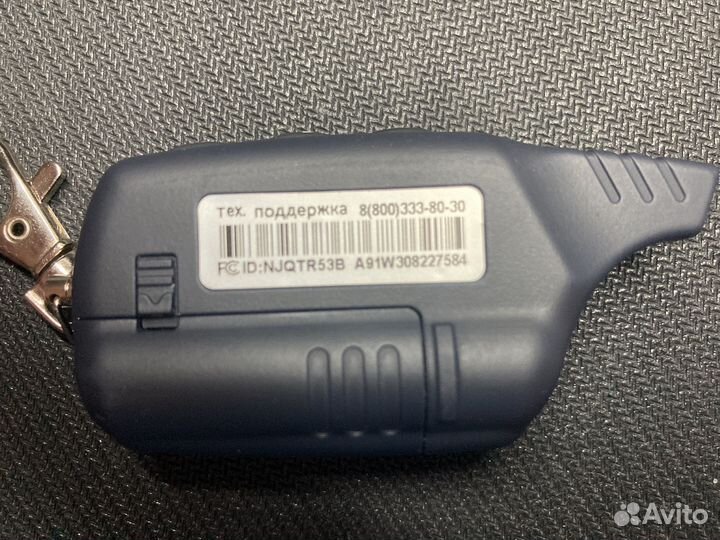 тех. поддержка 8(800)333-80-30
FC ID:NJQTR53B A91W308227584
Avito